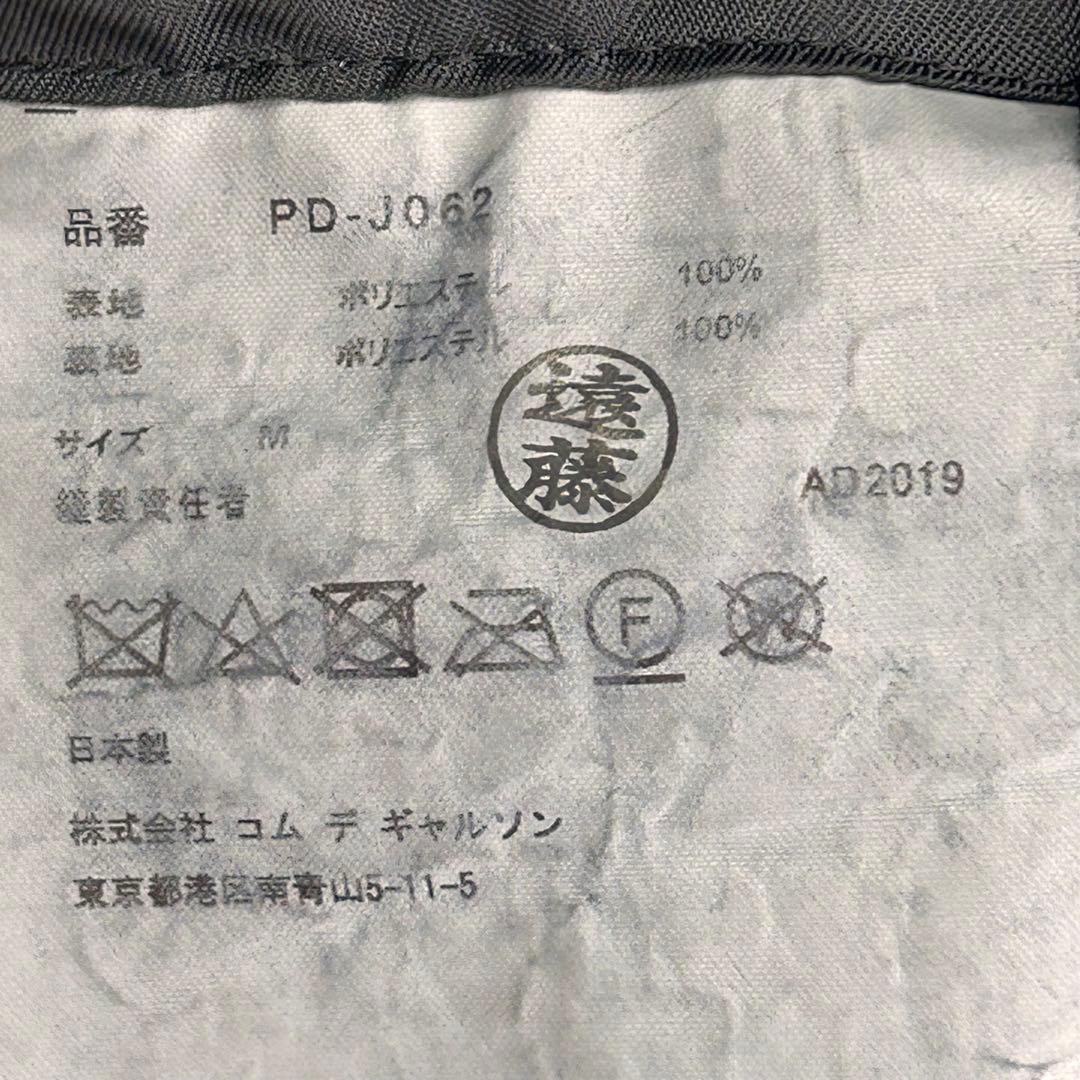 品番 PD-J062
表地 ポリエステル 100%
裏地 ポリエステル 100%
サイズ M
遠藤
縫製責任者 AD2019
F
日本製
株式会社 コム デ ギャルソン
東京都港区南青山5-11-5